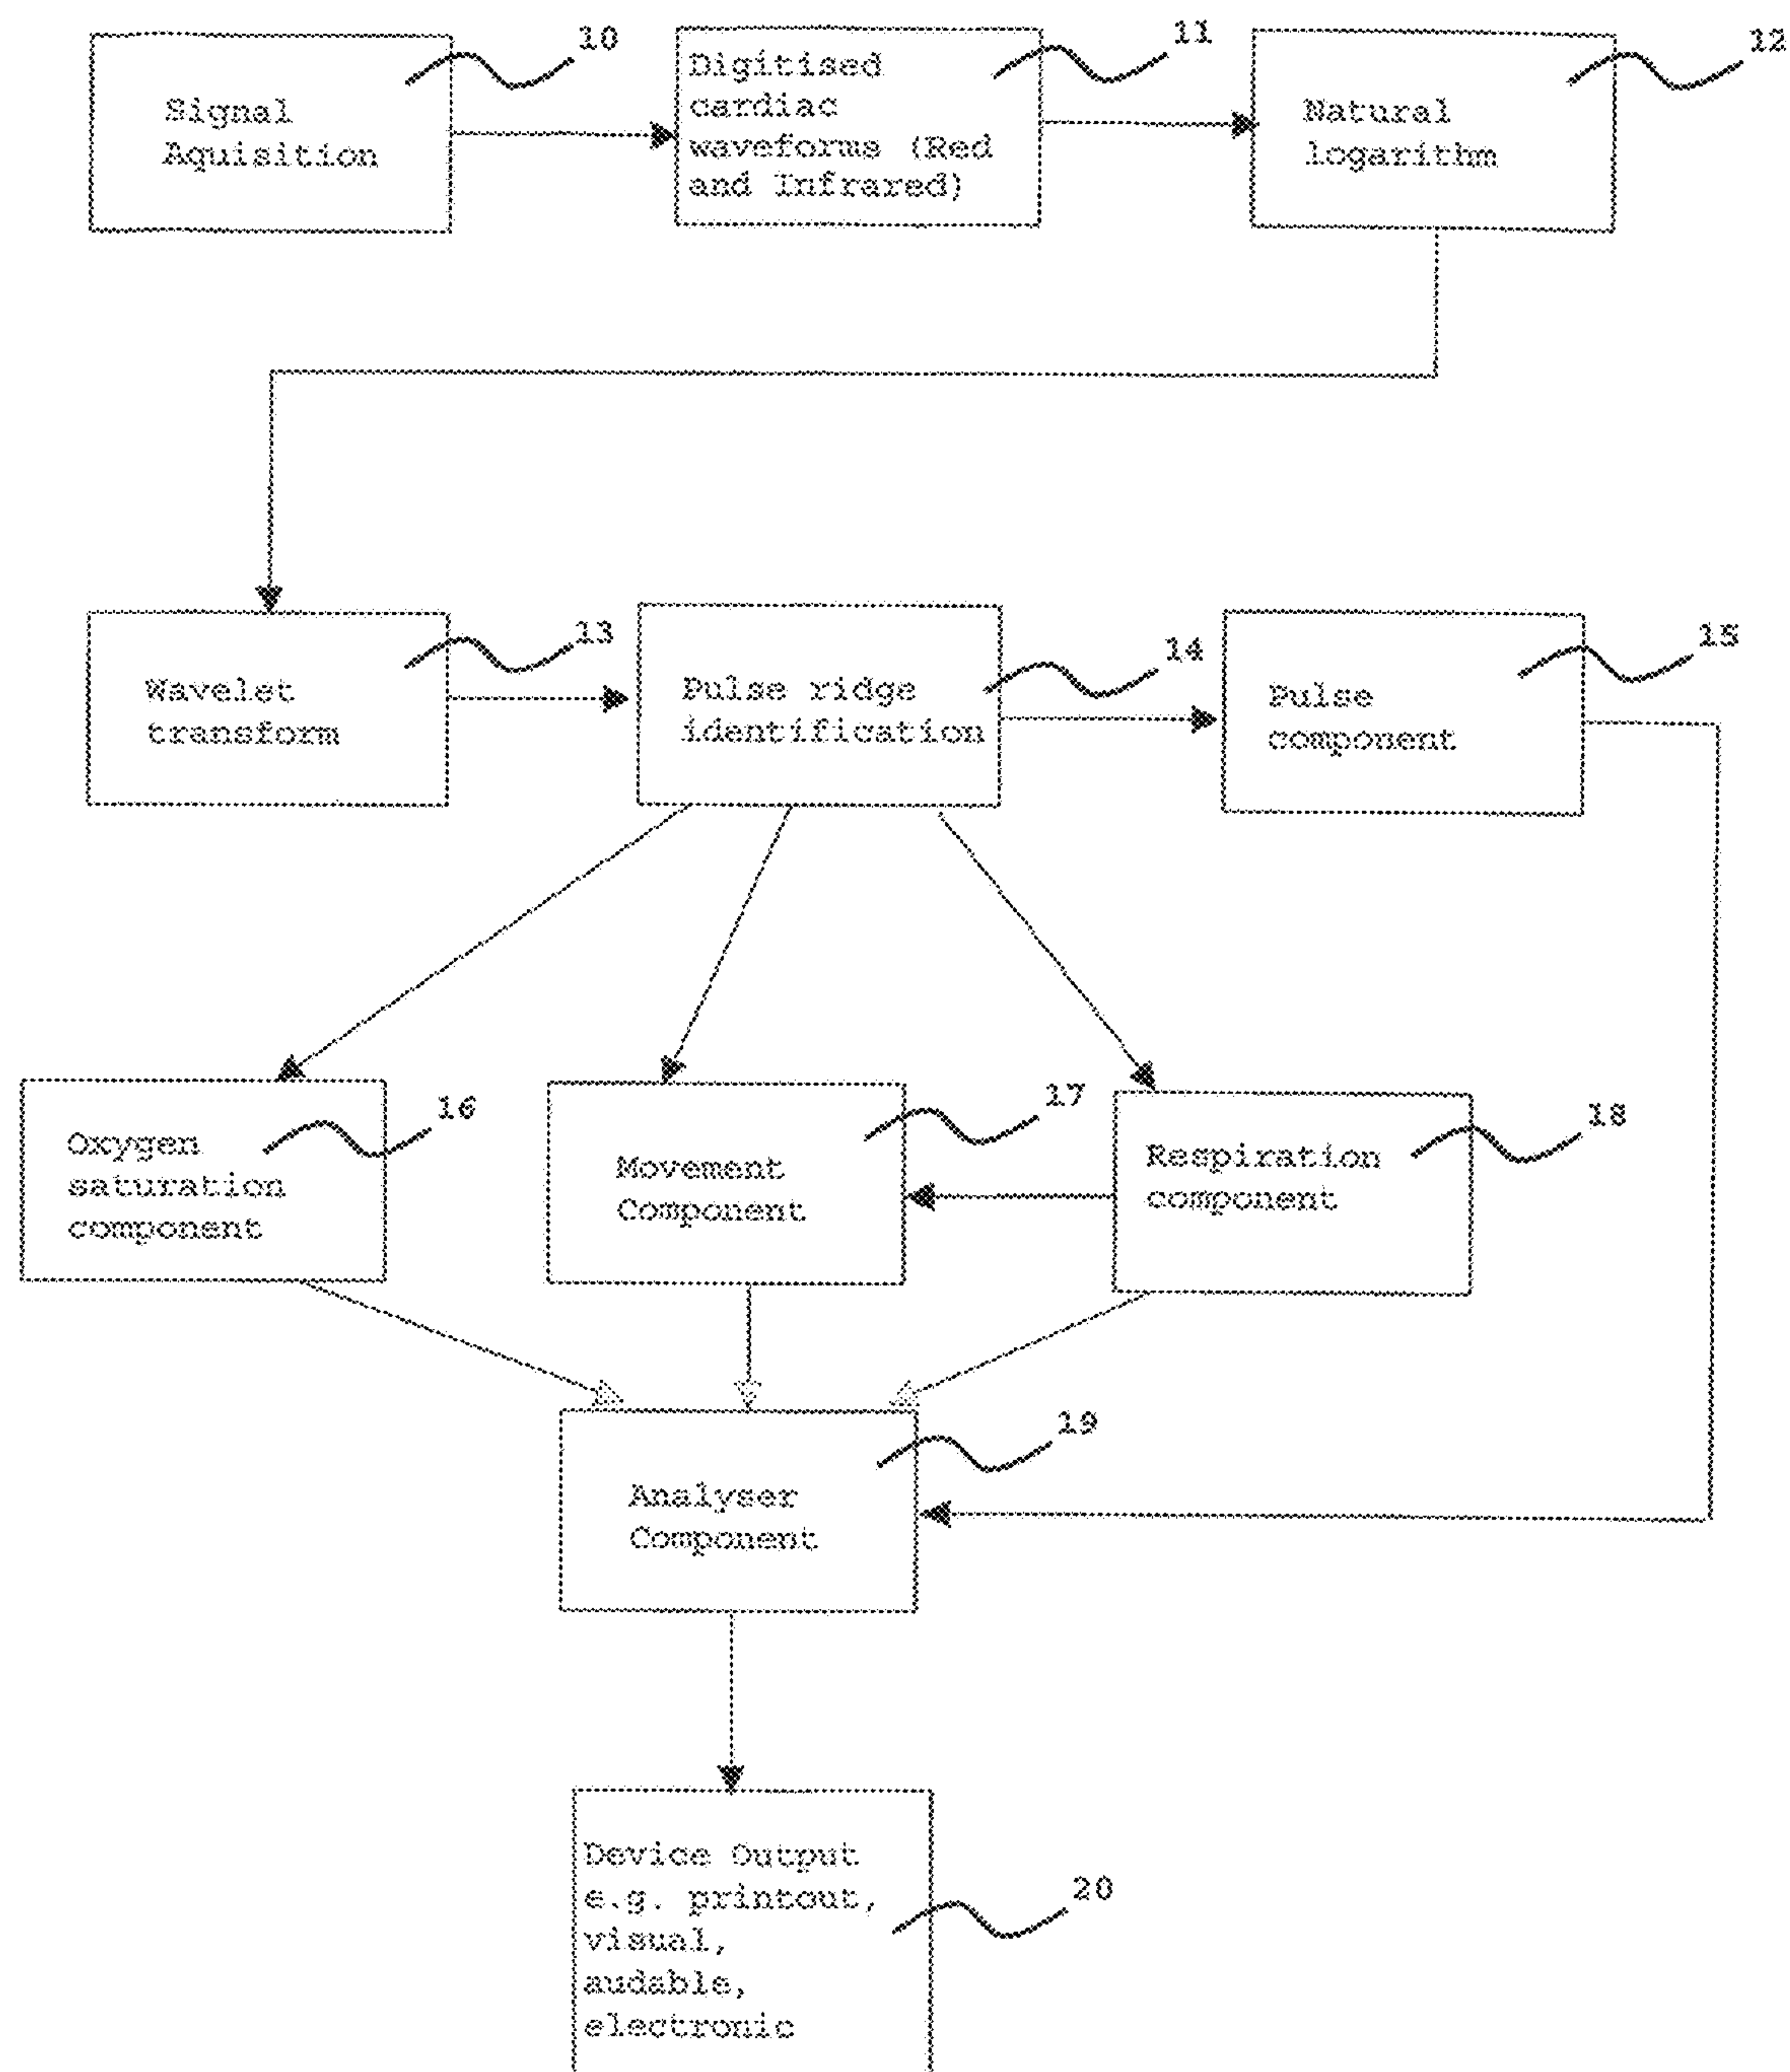 10
Signal
Aquisition
11
Digitised
cardiac
waveforms (Red
and Infrared)
12
Natural
logarithm
13
Wavelet
transform
14
Pulse ridge
identification
15
Pulse
component
16
Oxygen
saturation
component
17
Movement
Component
18
Respiration
component
19
Analyser
Component
20
Device Output
e.g. printout,
visual,
audable,
electronic